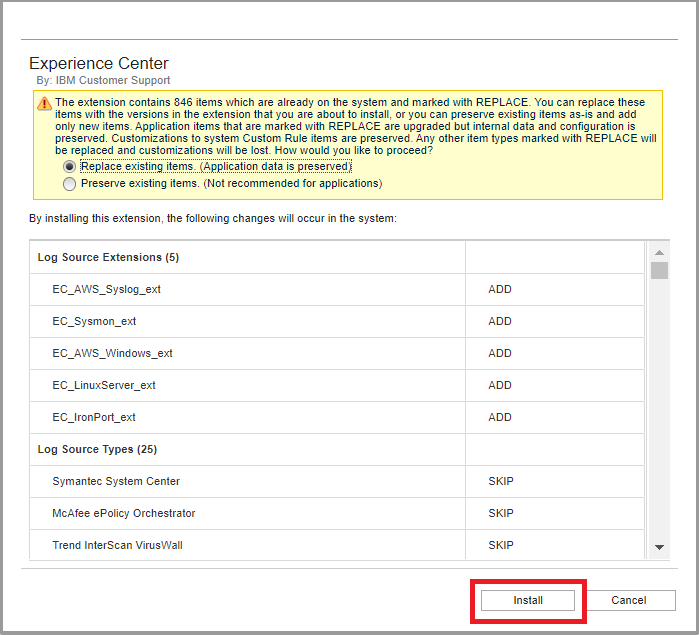 Experience Center
By: IBM Customer Support
The extension contains 846 items which are already on the system and marked with REPLACE. You can replace these
items with the versions in the extension that you are about to install, or you can preserve existing items as-is and add
only new items. Application items that are marked with REPLACE are upgraded but internal data and configuration is
preserved. Customizations to system Custom Rule items are preserved. Any other item types marked with REPLACE will
be replaced and customizations will be lost. How would you like to proceed?
Replace existing items. (Application data is preserved)
Preserve existing items. (Not recommended for applications)
By installing this extension, the following changes will occur in the system:
Log Source Extensions (5)
EC_AWS_Syslog_ext ADD
EC_Sysmon_ext ADD
EC_AWS_Windows_ext ADD
EC_LinuxServer_ext ADD
EC_IronPort_ext ADD
Log Source Types (25)
Symantec System Center SKIP
McAfee ePolicy Orchestrator SKIP
Trend InterScan VirusWall SKIP
Install Cancel